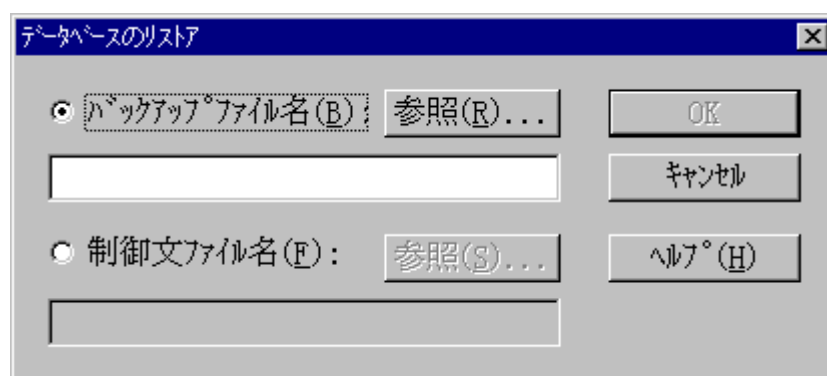 ﾃﾞｰﾀﾍﾞｰｽのﾘｽﾄｱ
ﾊﾞｯｸｱｯﾌﾟﾌｧｲﾙ名(B):
参照(R)...
OK
ｷｬﾝｾﾙ
制御文ﾌｧｲﾙ名(F):
参照(S)...
ﾍﾙﾌﾟ(H)